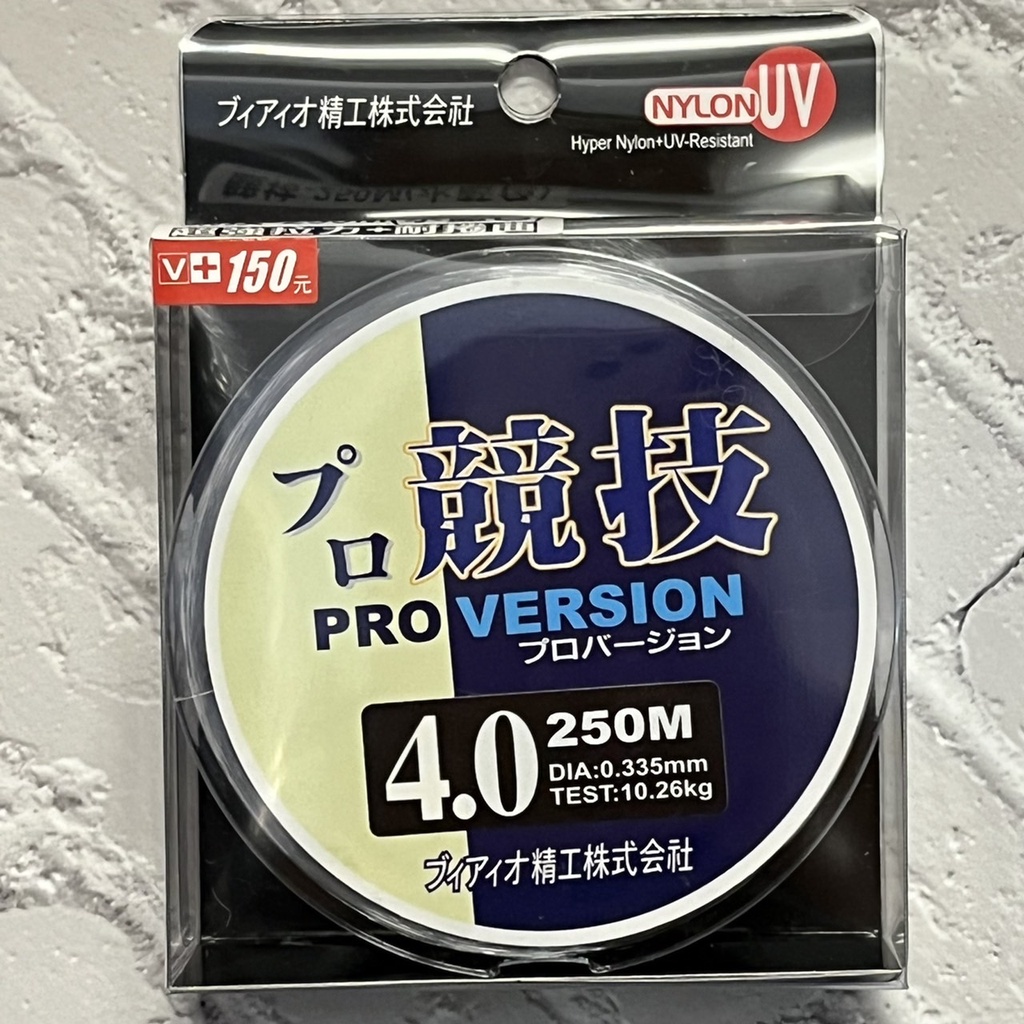 ブィアィオ精工株式会社
NYLON UV
Hyper Nylon+UV-Resistant
V+ 150元
プロ 競技
PRO VERSION
プロバージョン
4.0
250M
DIA:0.335mm
TEST:10.26kg
ブィアィオ精工株式会社